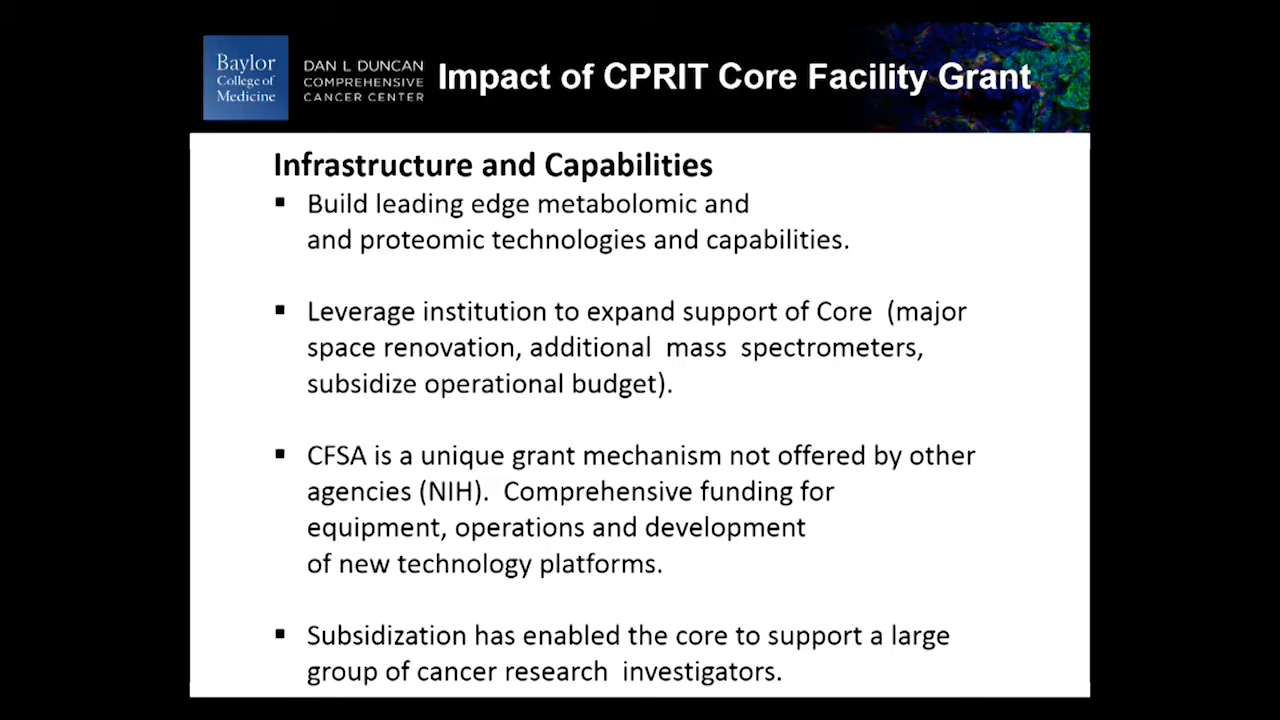 Baylor
College of
Medicine
DAN L DUNCAN
COMPREHENSIVE
CANCER CENTER
Impact of CPRIT Core Facility Grant
Infrastructure and Capabilities
▪ Build leading edge metabolomic and
and proteomic technologies and capabilities.
▪ Leverage institution to expand support of Core (major
space renovation, additional mass spectrometers,
subsidize operational budget).
▪ CFSA is a unique grant mechanism not offered by other
agencies (NIH). Comprehensive funding for
equipment, operations and development
of new technology platforms.
▪ Subsidization has enabled the core to support a large
group of cancer research investigators.